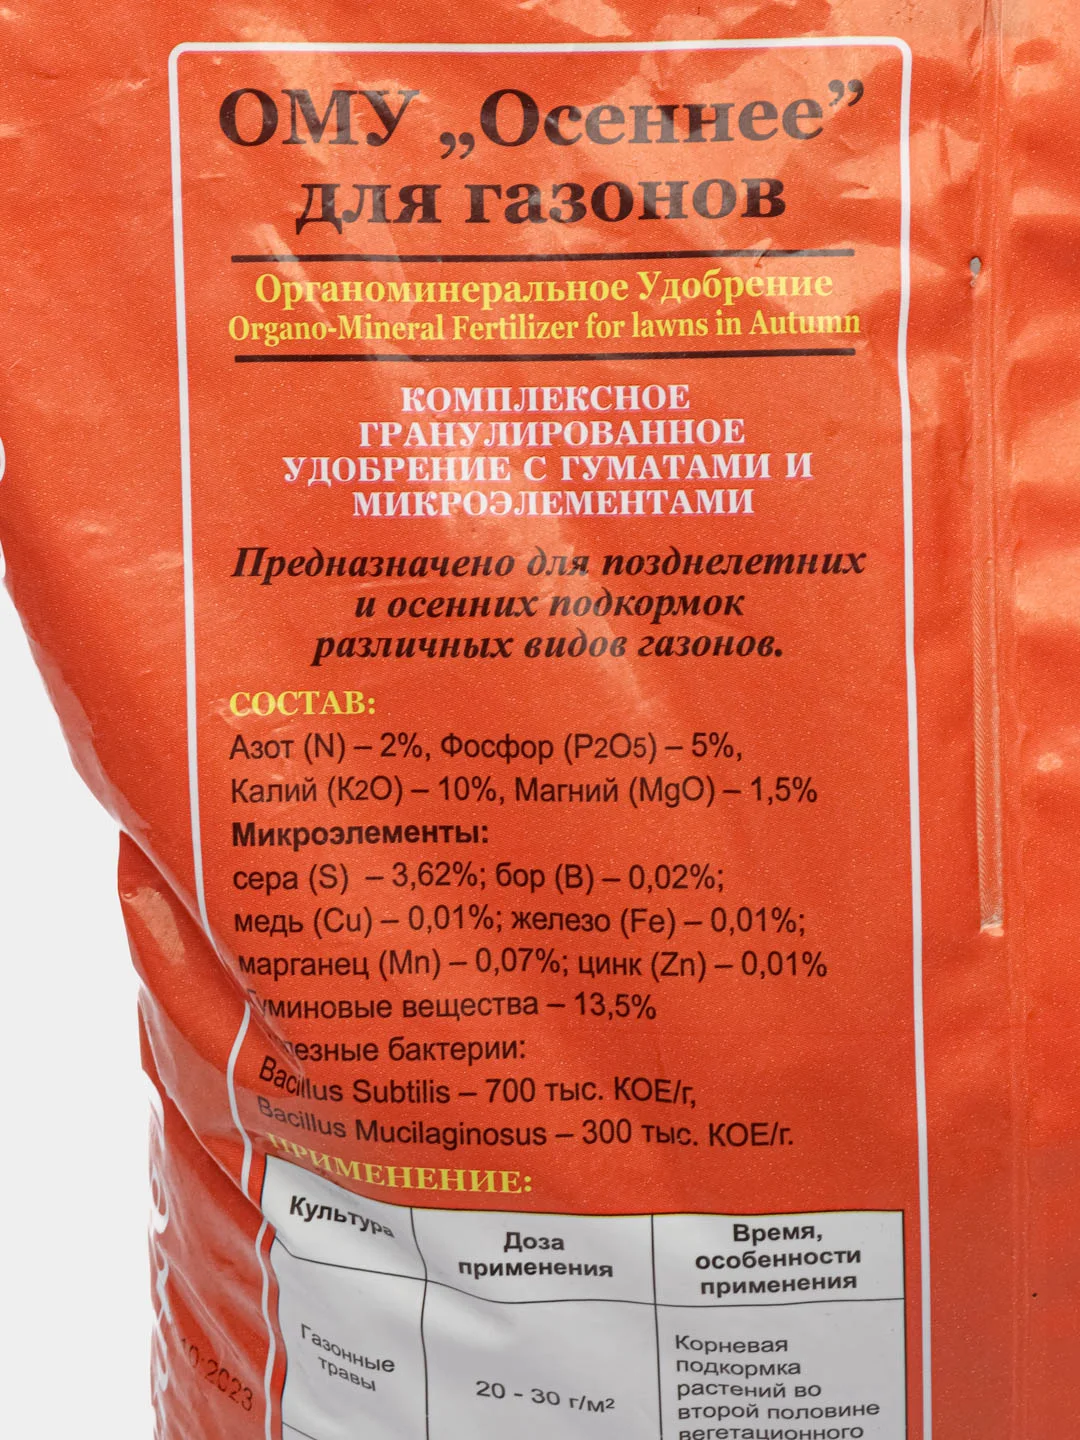 ОМУ „Осеннее”
для газонов
Органоминеральное Удобрение
Organo-Mineral Fertilizer for lawns in Autumn
КОМПЛЕКСНОЕ
ГРАНУЛИРОВАННОЕ
УДОБРЕНИЕ С ГУМАТАМИ И
МИКРОЭЛЕМЕНТАМИ
Предназначено для позднелетних
и осенних подкормок
различных видов газонов.
СОСТАВ:
Азот (N) – 2%, Фосфор (P2O5) – 5%,
Калий (K2O) – 10%, Магний (MgO) – 1,5%
Микроэлементы:
сера (S) – 3,62%; бор (B) – 0,02%;
медь (Cu) – 0,01%; железо (Fe) – 0,01%;
марганец (Mn) – 0,07%; цинк (Zn) – 0,01%
Гуминовые вещества – 13,5%
бактерии:
Bacillus Subtilis – 700 тыс. КОЕ/г,
Bacillus Mucilaginosus – 300 тыс. КОЕ/г.
ПРИМЕНЕНИЕ:
Культура
Доза
применения
Время,
особенности
применения
Газонные
травы
20 - 30 г/м²
Корневая
подкормка
растений во
второй половине
вегетационного
10.2023